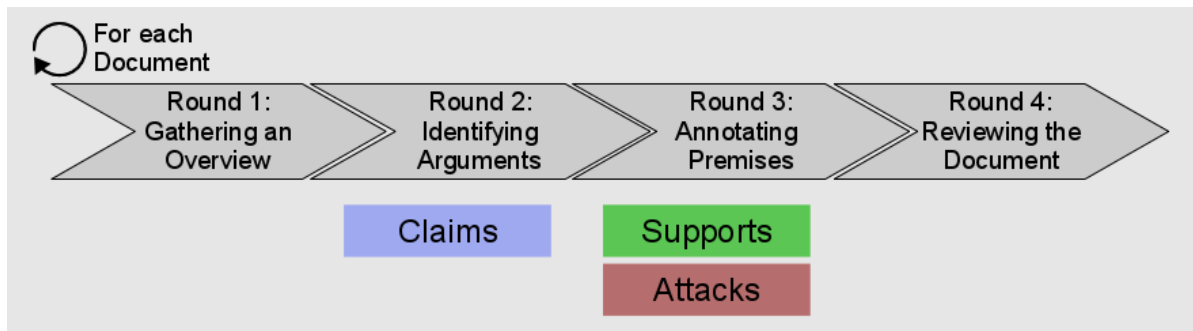 For each
Document
Round 1:
Gathering an
Overview
Round 2:
Identifying
Arguments
Round 3:
Annotating
Premises
Round 4:
Reviewing the
Document
Claims
Supports
Attacks